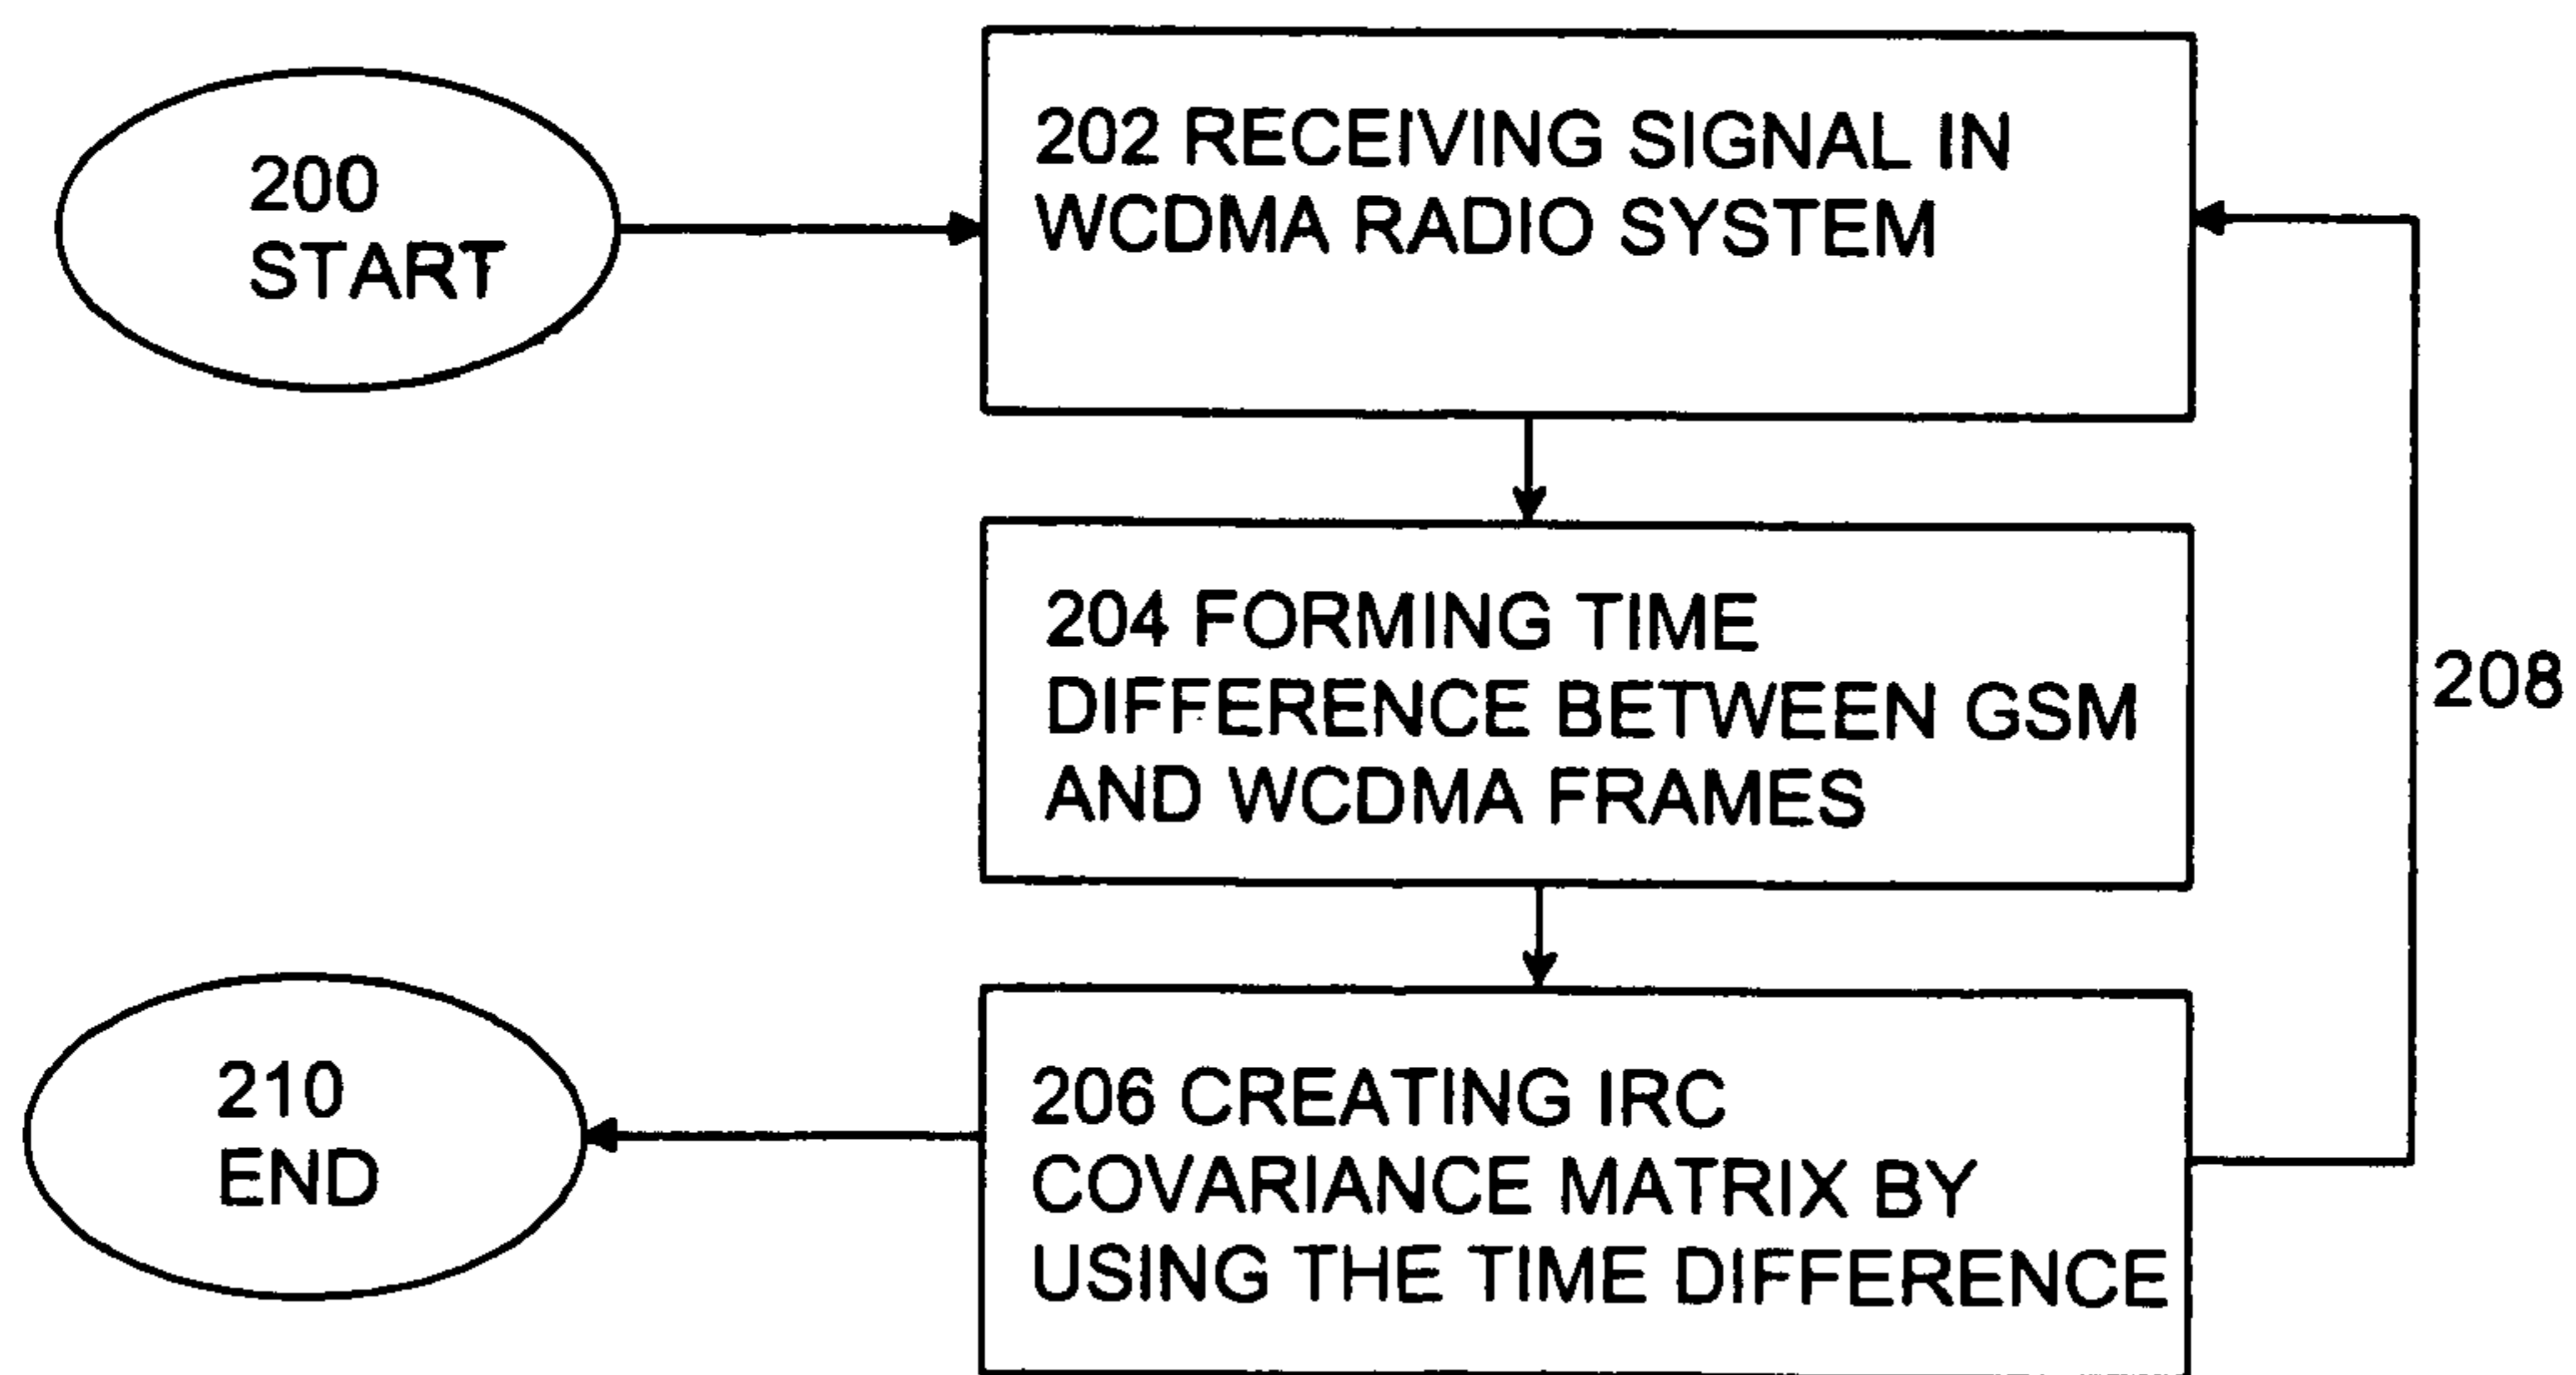 200
START
202 RECEIVING SIGNAL IN
WCDMA RADIO SYSTEM
204 FORMING TIME
DIFFERENCE BETWEEN GSM
AND WCDMA FRAMES
208
206 CREATING IRC
COVARIANCE MATRIX BY
USING THE TIME DIFFERENCE
210
END